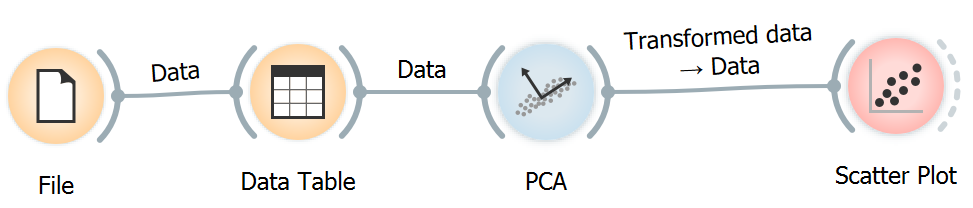 Data
Data
Transformed data
→ Data
File
Data Table
PCA
Scatter Plot